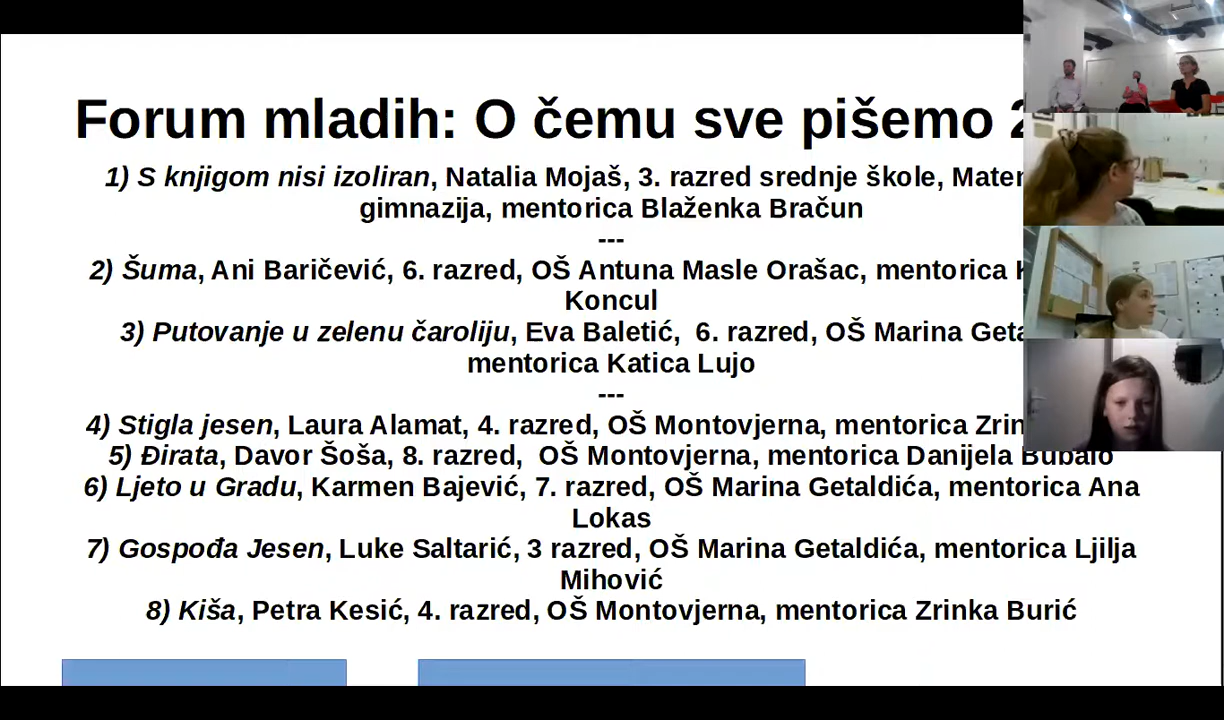 Forum mladih: O čemu sve pišemo
1) S knjigom nisi izoliran, Natalia Mojaš, 3. razred srednje škole,
gimnazija, mentorica Blaženka Bračun
---
2) Šuma, Ani Baričević, 6. razred, OŠ Antuna Masle Orašac, mentorica
Koncul
3) Putovanje u zelenu čaroliju, Eva Baletić, 6. razred, OŠ Marina
mentorica Katica Lujo
---
4) Stigla jesen, Laura Alamat, 4. razred, OŠ Montovjerna, mentorica
5) Đirata, Davor Šoša, 8. razred, OŠ Montovjerna, mentorica Danijela Bubalo
6) Ljeto u Gradu, Karmen Bajević, 7. razred, OŠ Marina Getaldića, mentorica Ana
Lokas
7) Gospođa Jesen, Luke Saltarić, 3 razred, OŠ Marina Getaldića, mentorica Ljilja
Mihović
8) Kiša, Petra Kesić, 4. razred, OŠ Montovjerna, mentorica Zrinka Burić